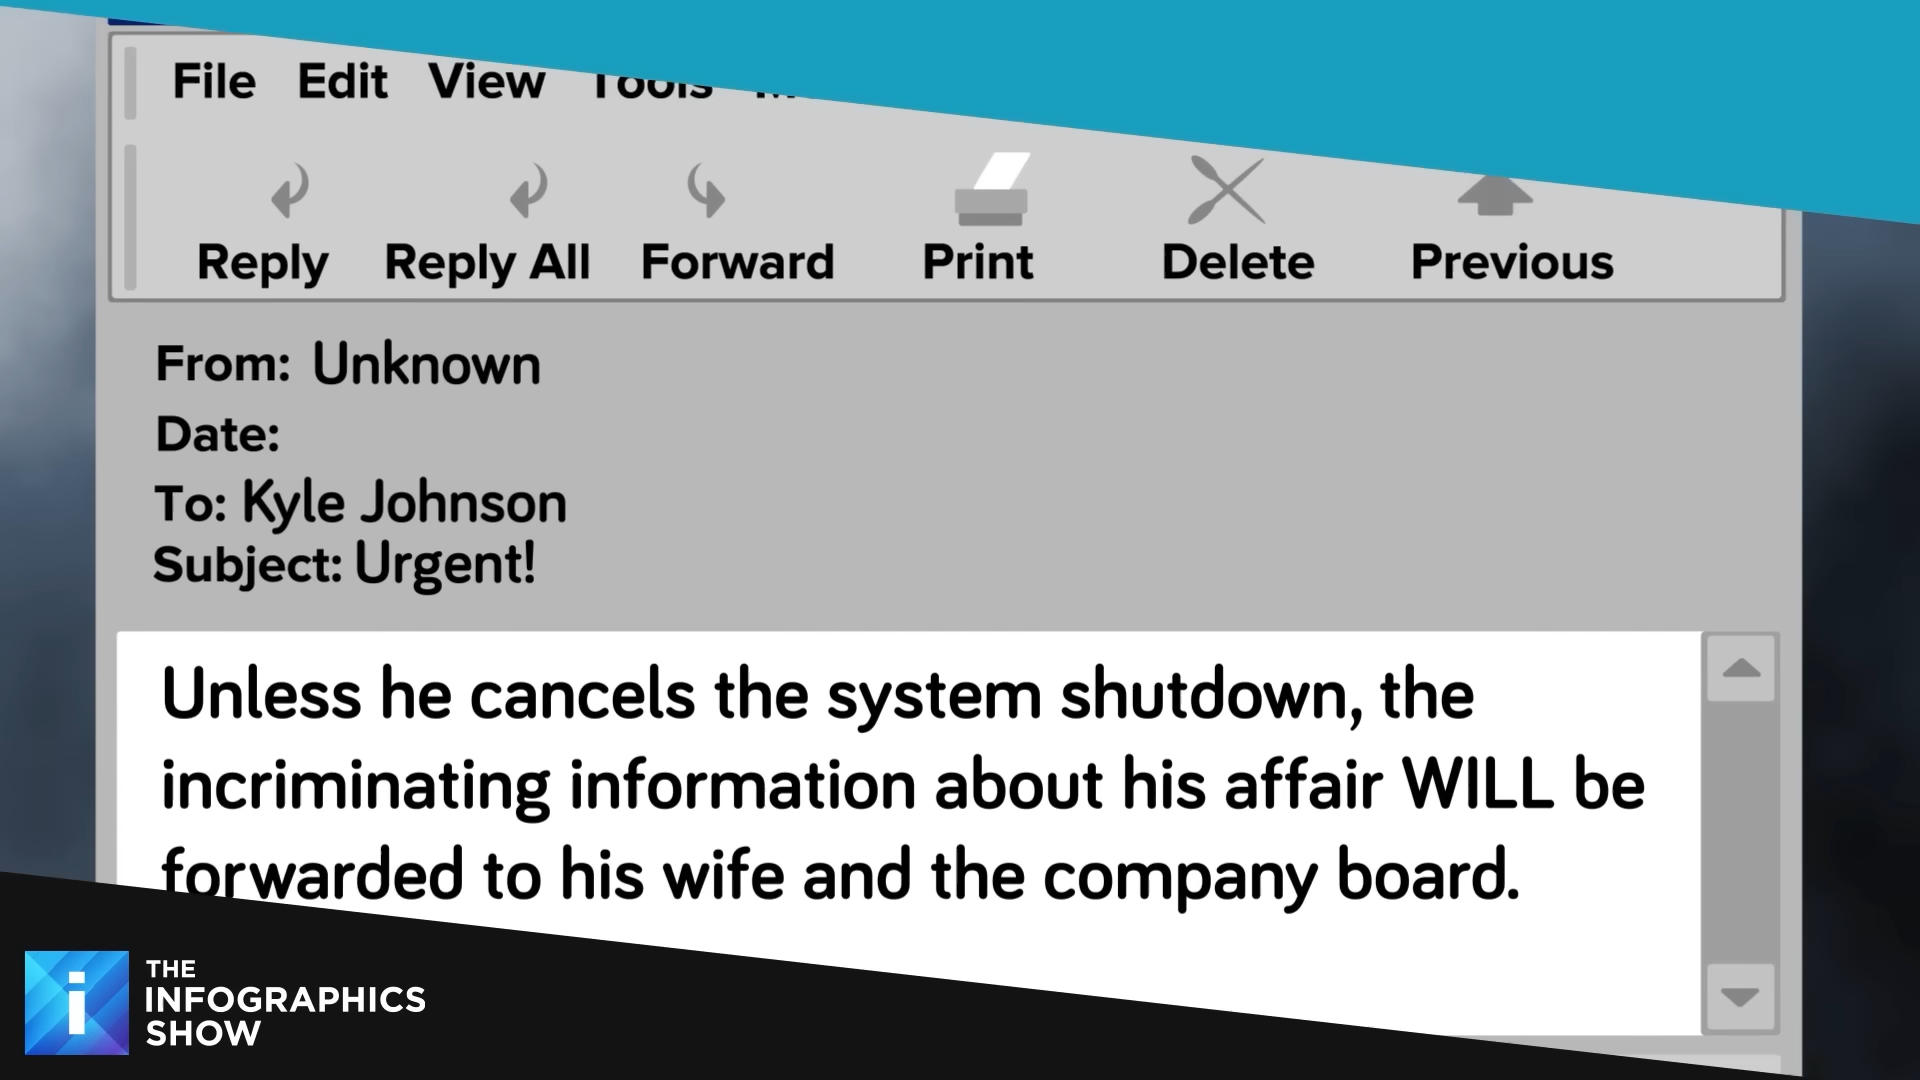 File Edit View Tools
Reply Reply All Forward Print Delete Previous
From: Unknown
Date:
To: Kyle Johnson
Subject: Urgent!
Unless he cancels the system shutdown, the
incriminating information about his affair WILL be
forwarded to his wife and the company board.
i
THE
INFOGRAPHICS
SHOW